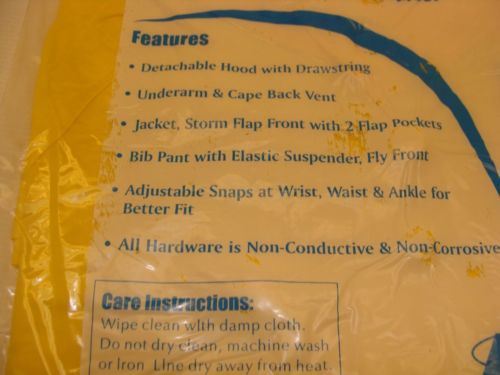 Features
• Detachable Hood with Drawstring
• Underarm & Cape Back Vent
• Jacket, Storm Flap Front with 2 Flap Pockets
• Bib Pant with Elastic Suspender, Fly Front
• Adjustable Snaps at Wrist, Waist & Ankle for
Better Fit
• All Hardware is Non-Conductive & Non-Corrosive
Care Instructions:
Wipe clean with damp cloth.
Do not dry clean, machine wash
or Iron. Line dry away from heat.